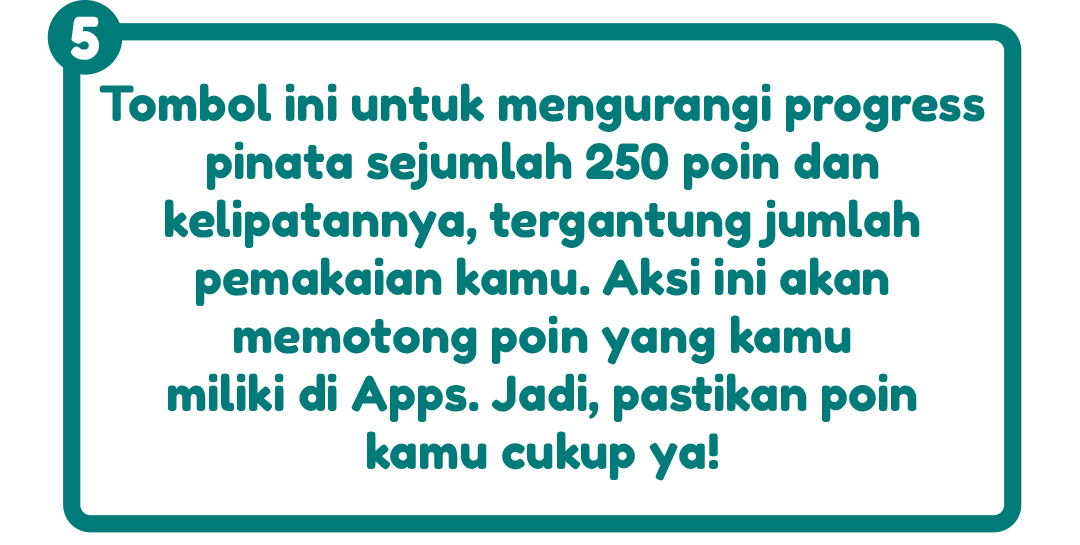 5
Tombol ini untuk mengurangi progress
pinata sejumlah 250 poin dan
kelipatannya, tergantung jumlah
pemakaian kamu. Aksi ini akan
memotong poin yang kamu
miliki di Apps. Jadi, pastikan poin
kamu cukup ya!